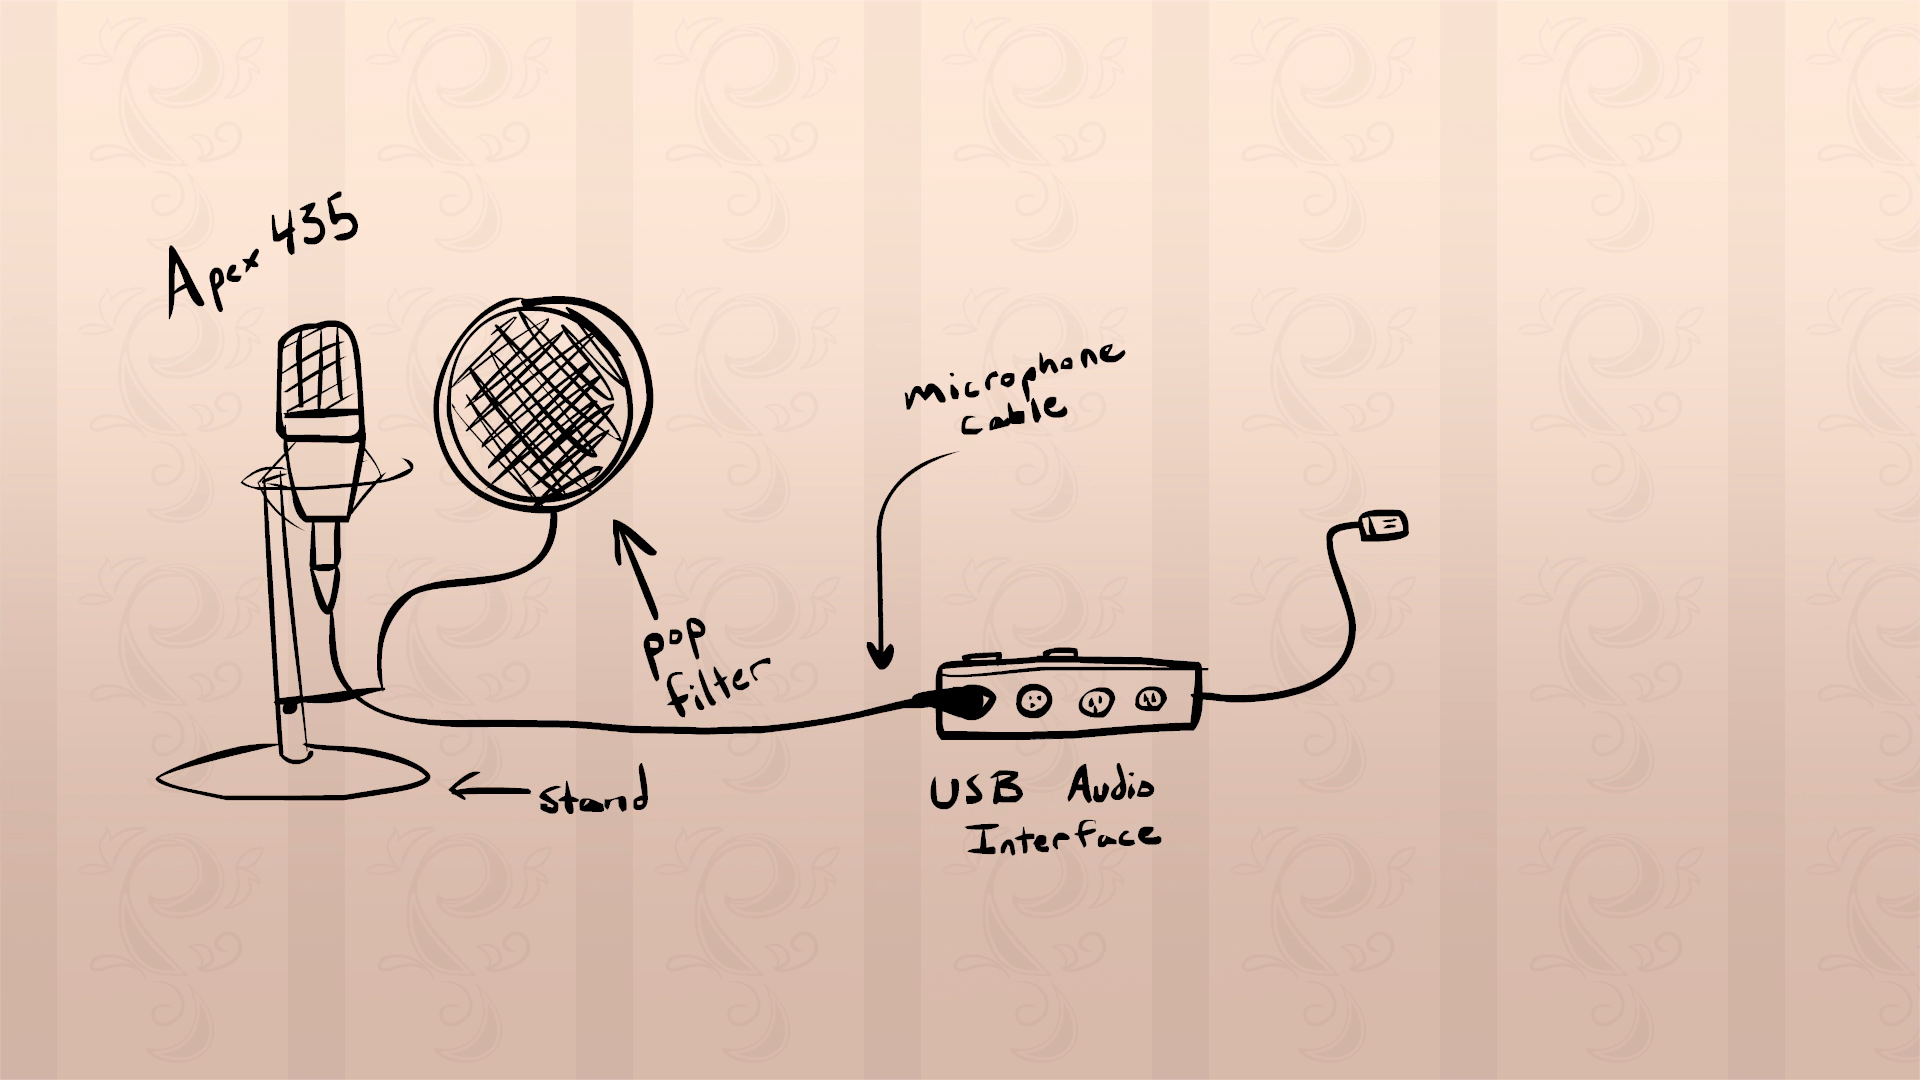 Apex 435
microphone
cable
pop
filter
stand
USB Audio
Interface